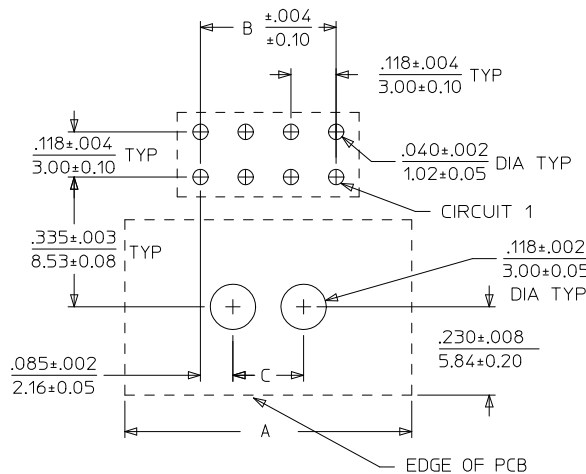 B ±.004
±0.10
.118±.004
3.00±0.10 TYP
.118±.004
3.00±0.10 TYP
.040±.002
1.02±0.05 DIA TYP
CIRCUIT 1
.335±.003
8.53±0.08 TYP
.118±.002
3.00±0.05
DIA TYP
.230±.008
5.84±0.20
.085±.002
2.16±0.05
C
A
EDGE OF PCB